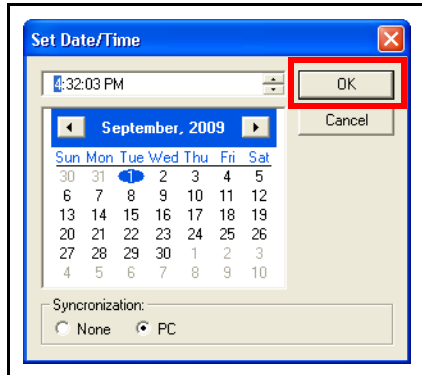 Set Date/Time
4:32:03 PM
OK
September, 2009
Cancel
Sun Mon Tue Wed Thu Fri Sat
30 31 1 2 3 4 5
6 7 8 9 10 11 12
13 14 15 16 17 18 19
20 21 22 23 24 25 26
27 28 29 30 1 2 3
4 5 6 7 8 9 10
Syncronization:
None PC